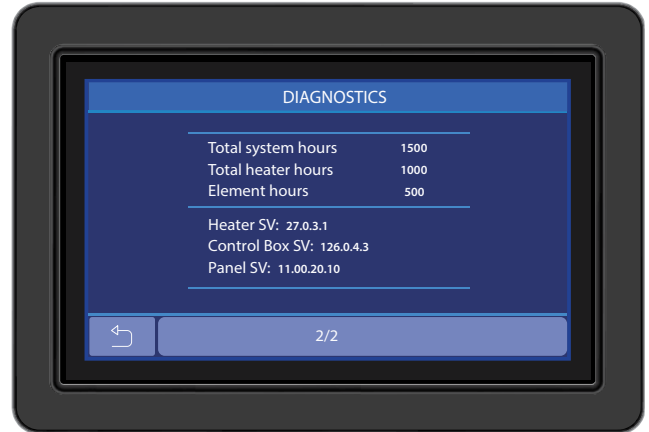 DIAGNOSTICS
Total system hours 1500
Total heater hours 1000
Element hours 500
Heater SV: 27.0.3.1
Control Box SV: 126.0.4.3
Panel SV: 11.00.20.10
2/2